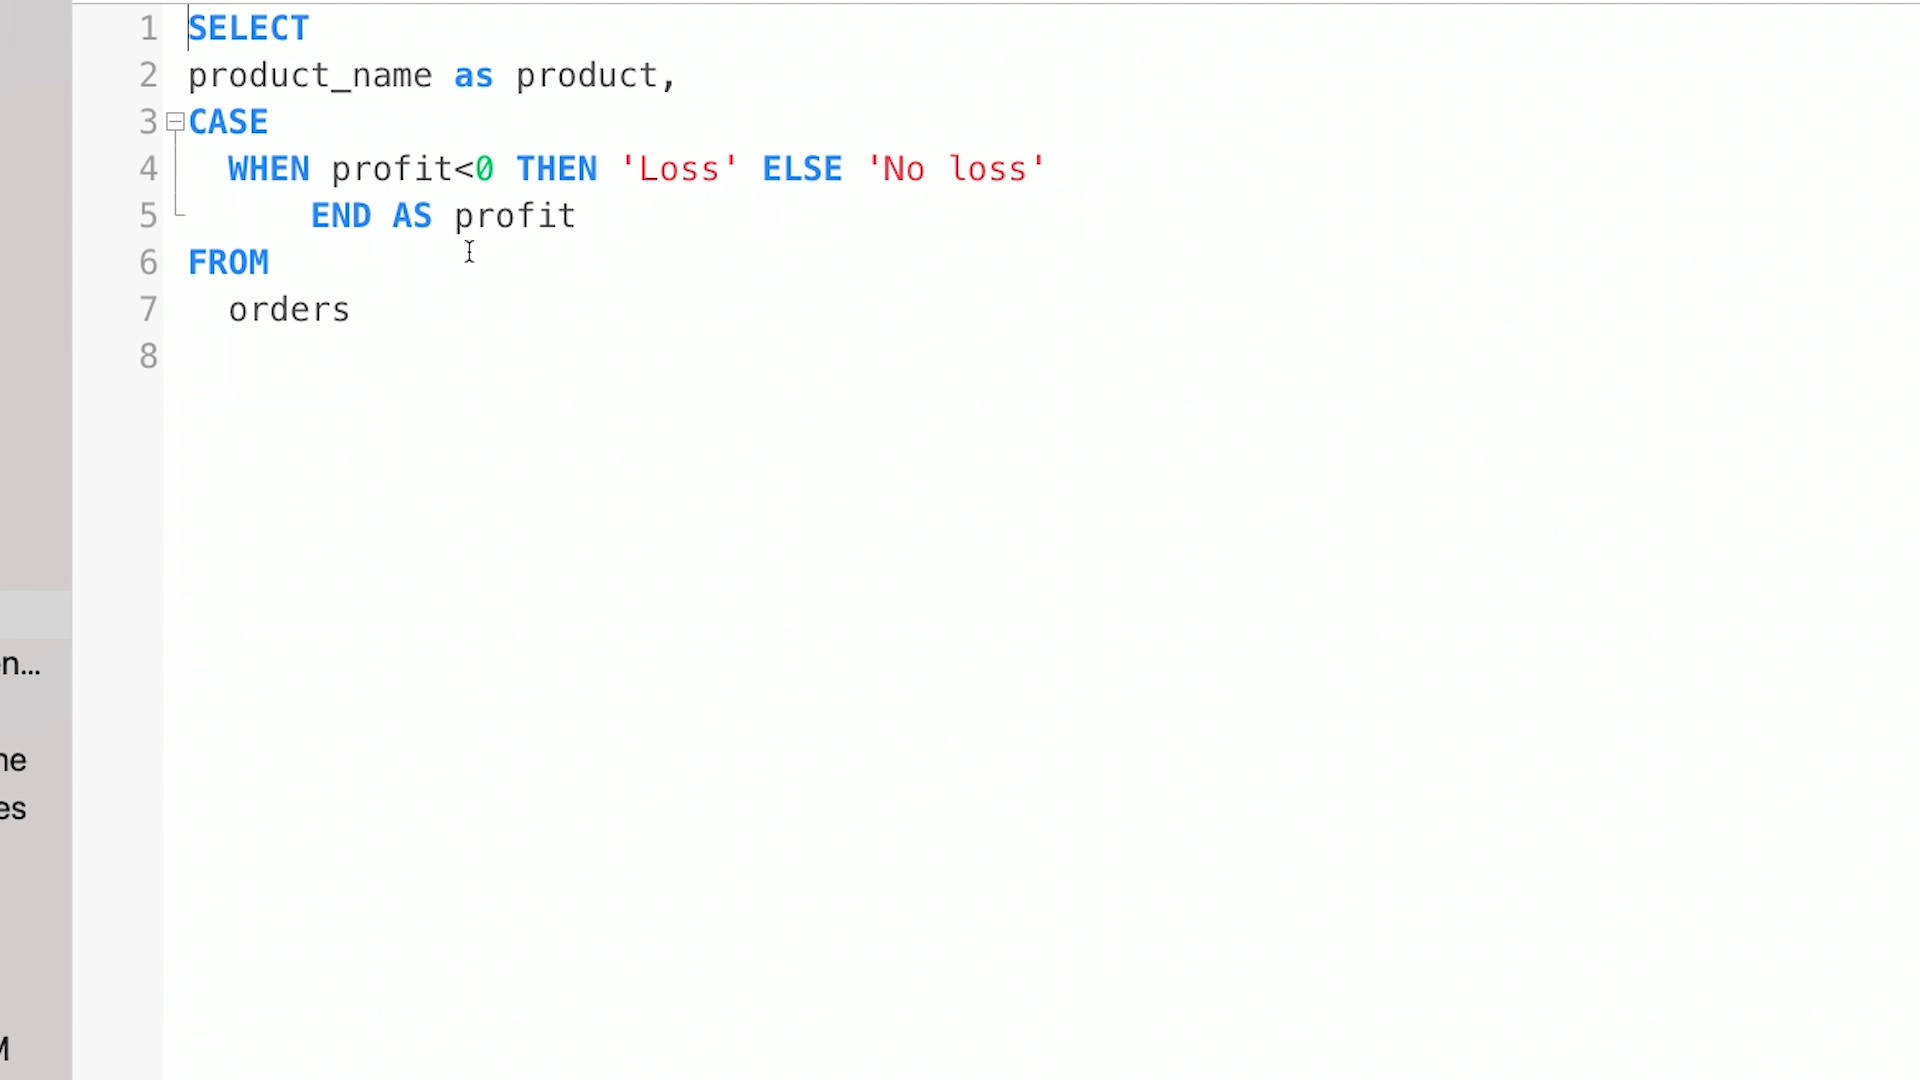 1 SELECT
2 product_name as product,
3 CASE
4 WHEN profit<0 THEN 'Loss' ELSE 'No loss'
5 END AS profit
6 FROM
7 orders
8
n...
ne
es
M